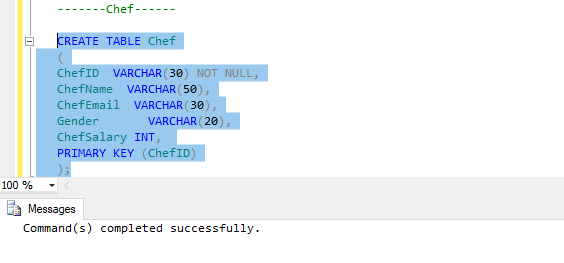 -------Chef------
CREATE TABLE Chef
(
ChefID  VARCHAR(30) NOT NULL,
ChefName  VARCHAR(50),
ChefEmail  VARCHAR(30),
Gender       VARCHAR(20),
ChefSalary INT,
PRIMARY KEY (ChefID)
);
100 %
Messages
Command(s) completed successfully.